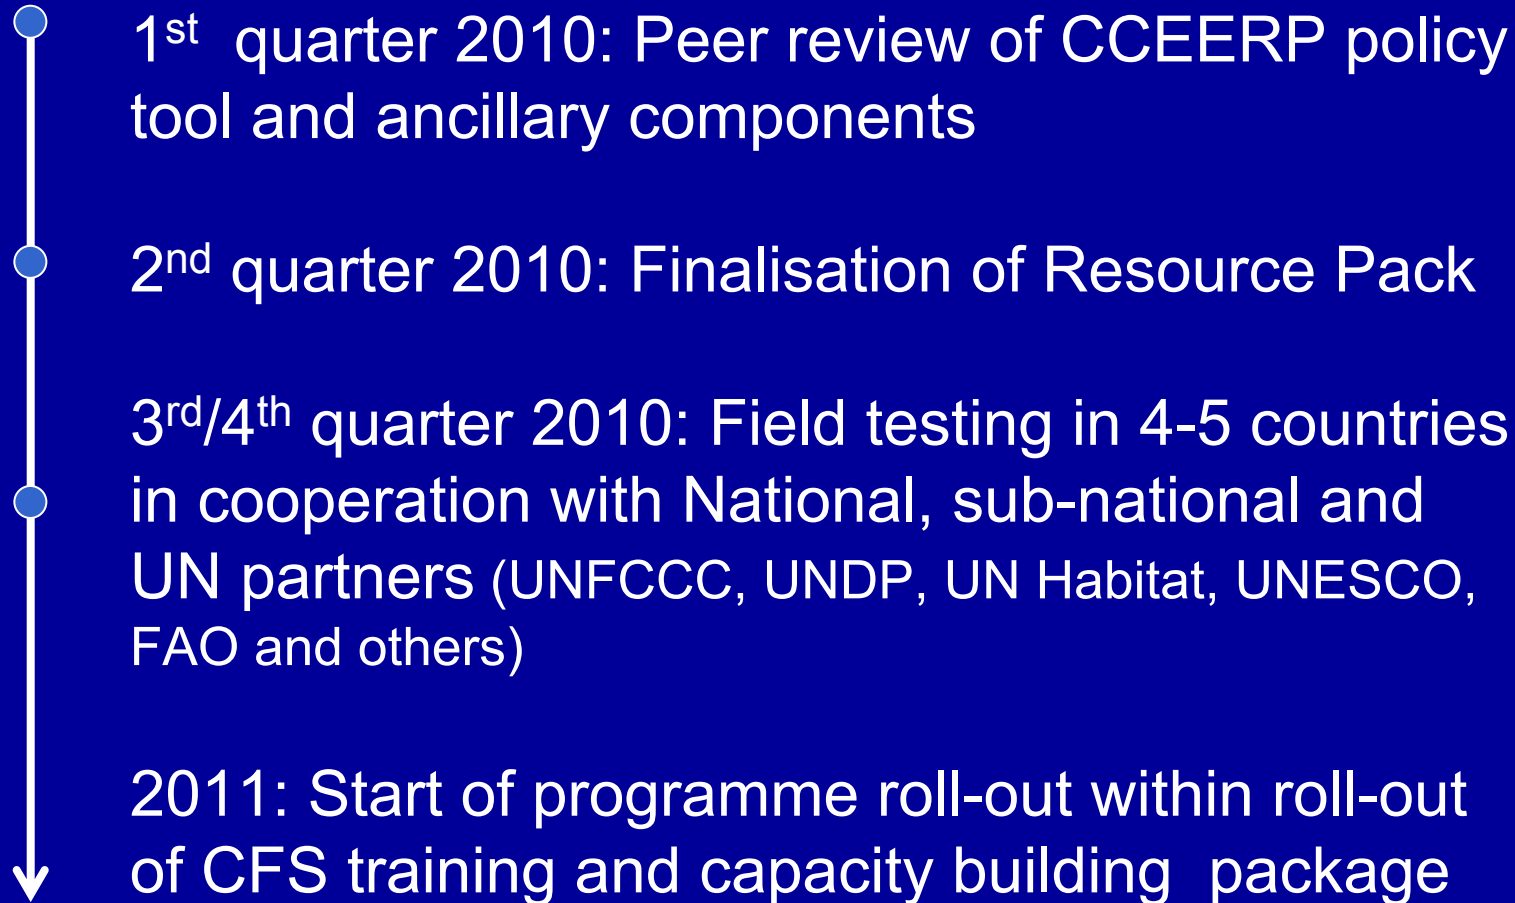 1st quarter 2010: Peer review of CCEERP policy
tool and ancillary components
2nd quarter 2010: Finalisation of Resource Pack
3rd/4th quarter 2010: Field testing in 4-5 countries
in cooperation with National, sub-national and
UN partners (UNFCCC, UNDP, UN Habitat, UNESCO,
FAO and others)
2011: Start of programme roll-out within roll-out
of CFS training and capacity building package